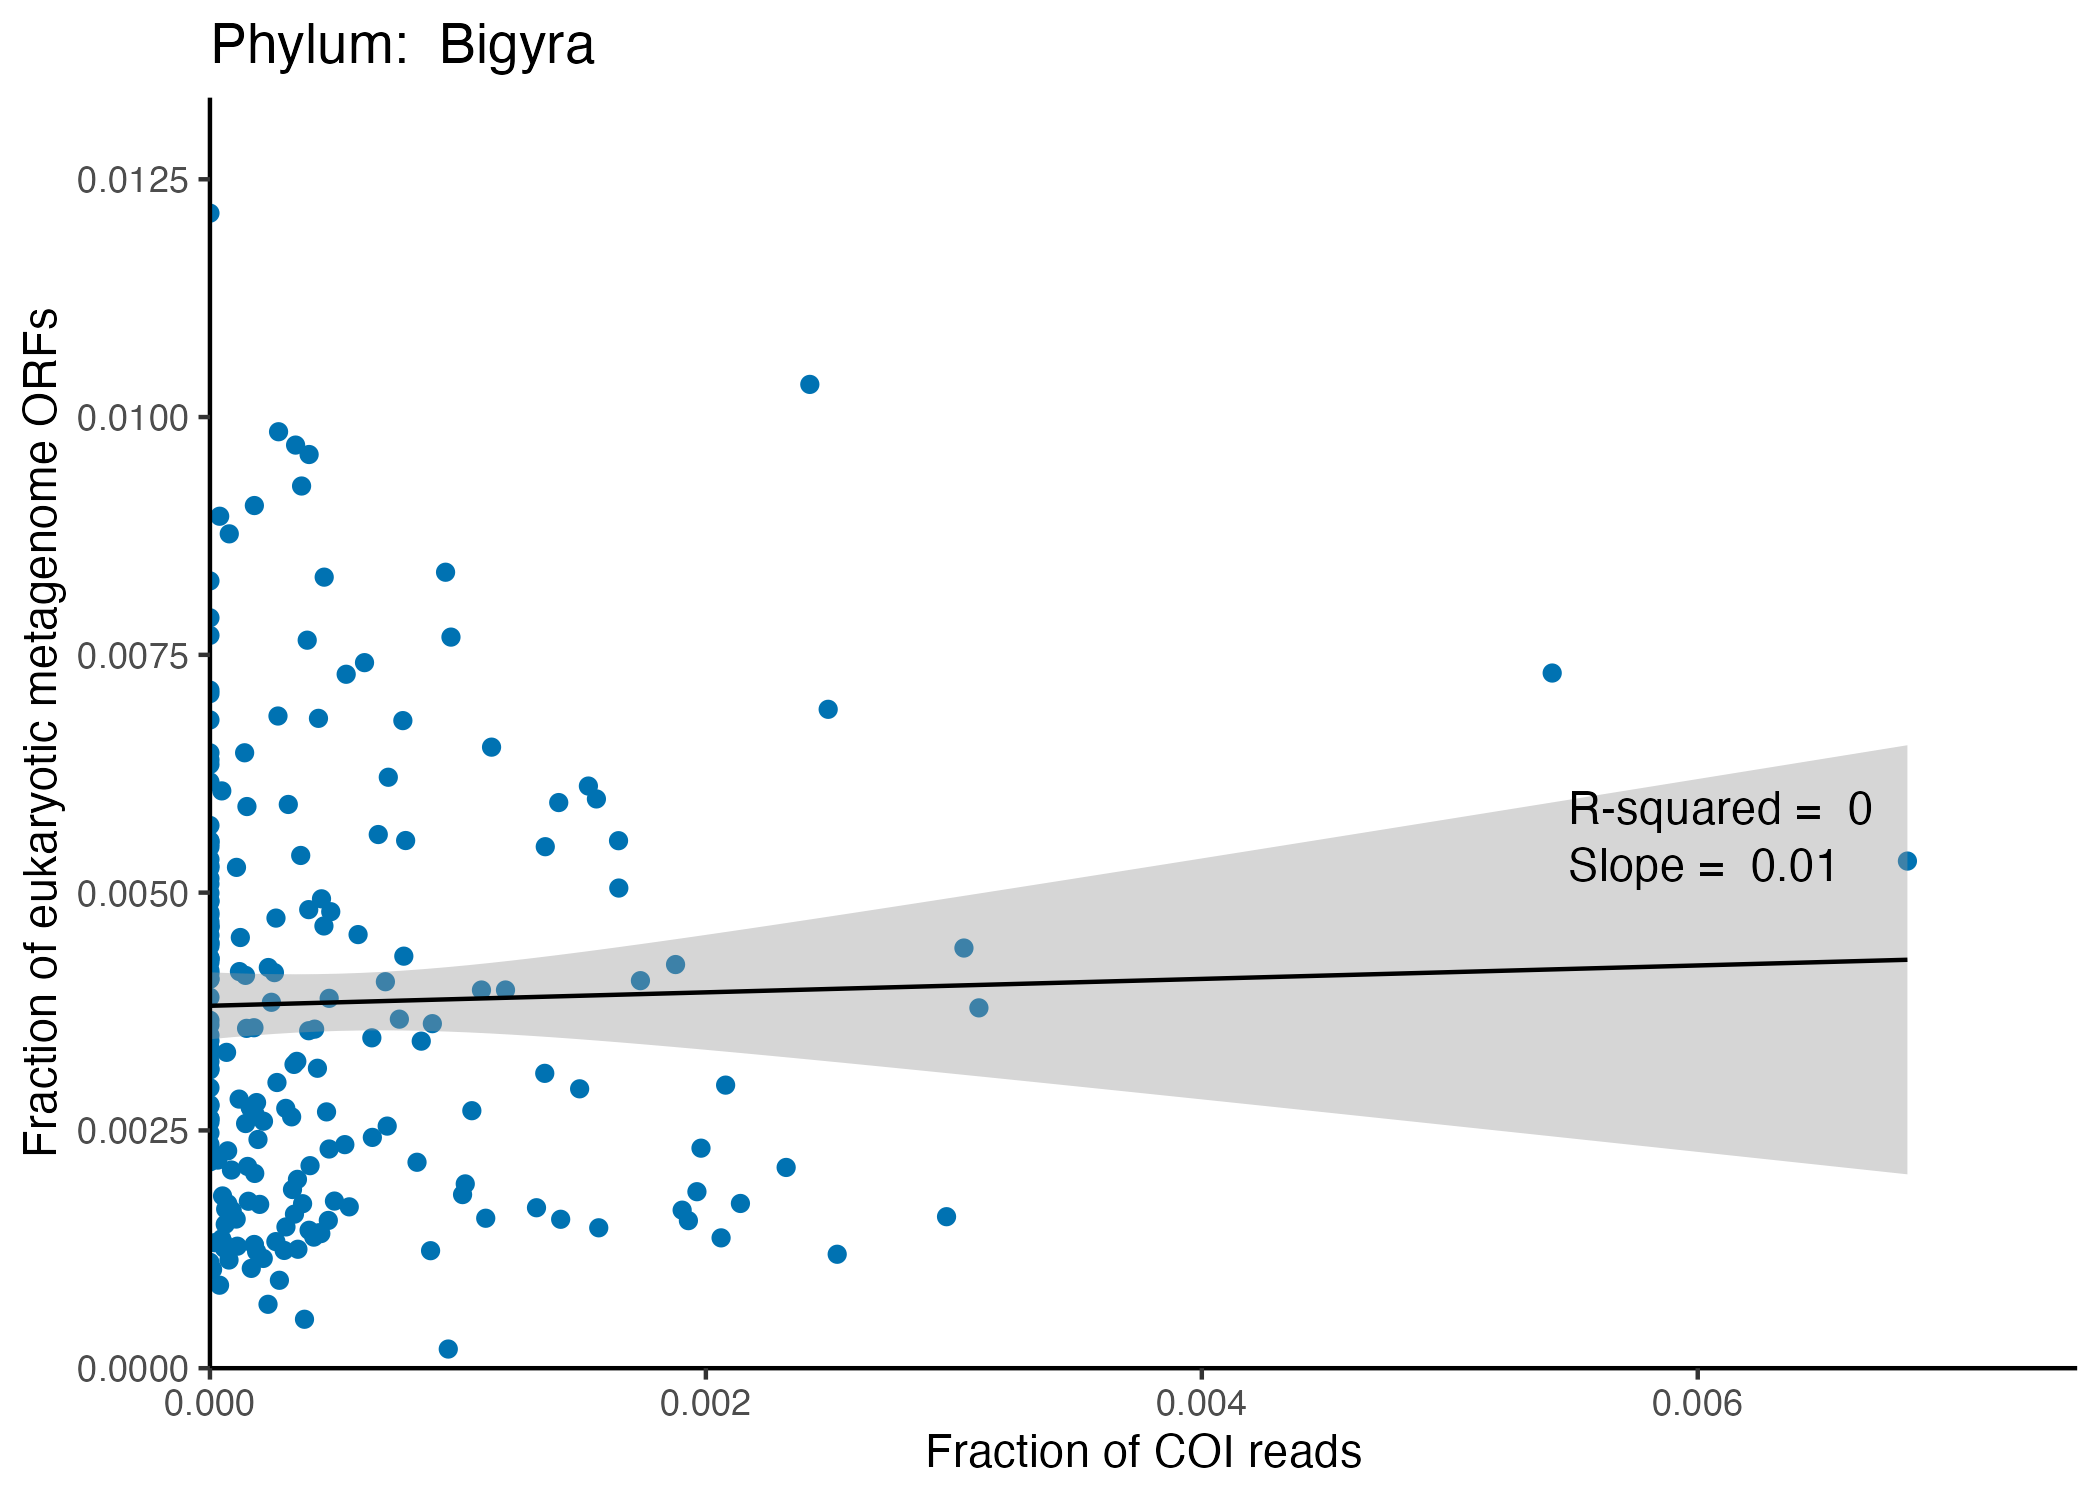 Phylum:  Bigyra
Fraction of eukaryotic metagenome ORFs
0.0125
0.0100
0.0075
0.0050
0.0025
0.0000
R-squared =  0
Slope =  0.01
0.000
0.002
0.004
0.006
Fraction of COI reads